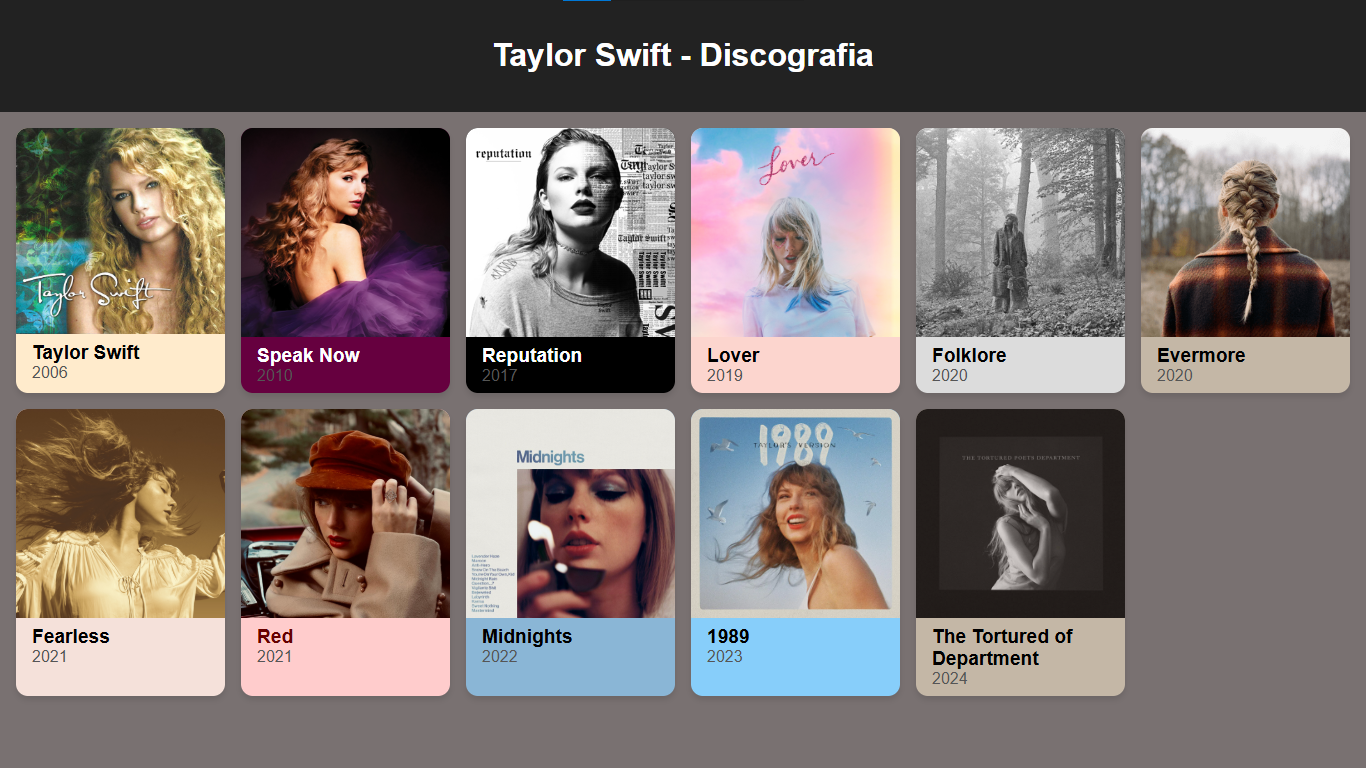 Taylor Swift - Discografia
Taylor Swift
Taylor Swift
2006
Speak Now
2010
reputation
Taylor Swift
Reputation
2017
Lover
Lover
2019
Folklore
2020
Evermore
2020
Fearless
2021
Red
2021
Midnights
Midnights
2022
1989
TAYLOR'S VERSION
1989
2023
THE TORTURED POETS DEPARTMENT
The Tortured of
Department
2024